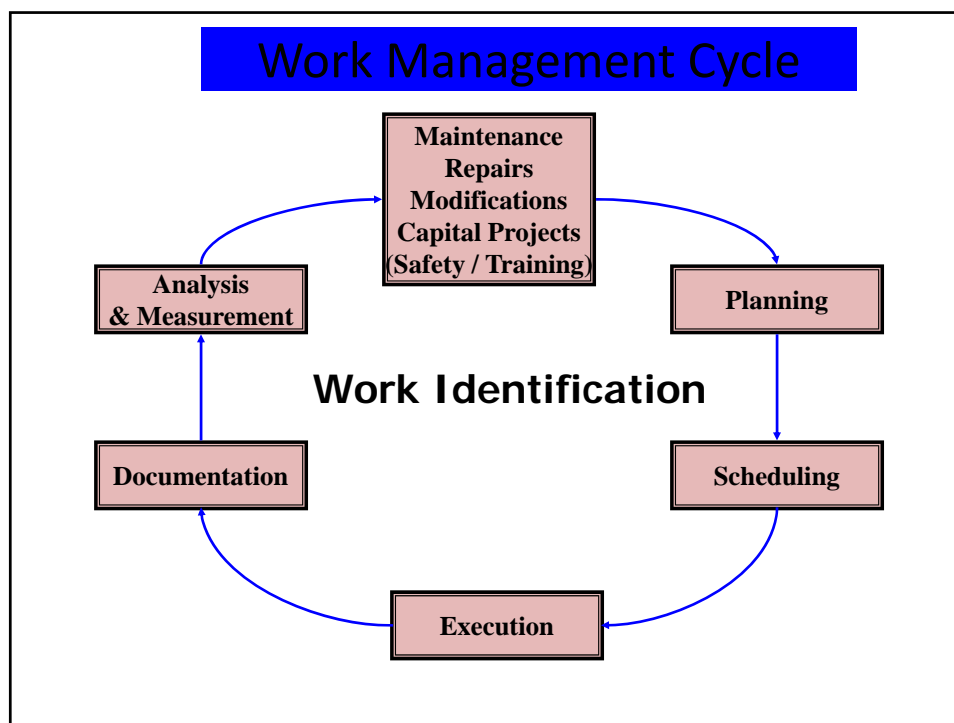 Work Management Cycle
Maintenance
Repairs
Modifications
Capital Projects
(Safety / Training)
Analysis
& Measurement
Planning
Work Identification
Documentation
Scheduling
Execution